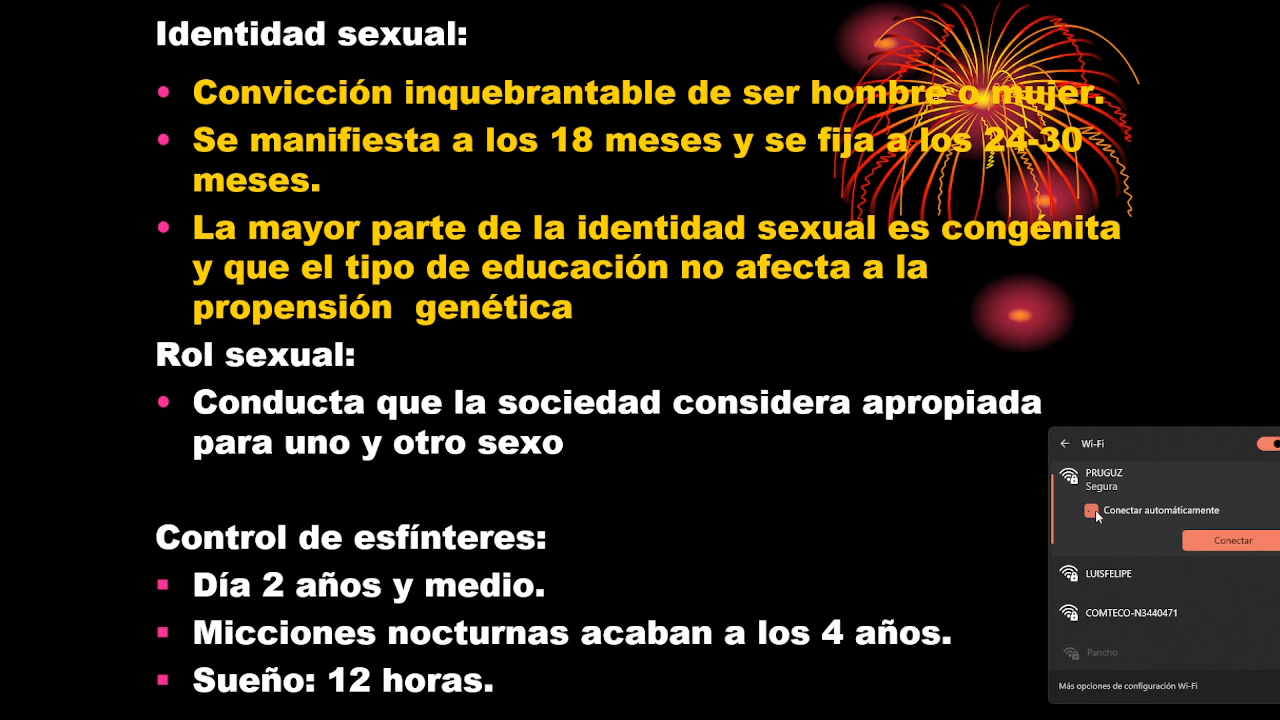 Identidad sexual:
• Convicción inquebrantable de ser hombre o mujer.
• Se manifiesta a los 18 meses y se fija a los 24-30
meses.
• La mayor parte de la identidad sexual es congénita
y que el tipo de educación no afecta a la
propensión genética
Rol sexual:
• Conducta que la sociedad considera apropiada
para uno y otro sexo
Control de esfínteres:
▪ Día 2 años y medio.
▪ Micciones nocturnas acaban a los 4 años.
▪ Sueño: 12 horas.
Wi-Fi
PRUGUZ
Segura
Conectar automáticamente
Conectar
LUISFELIPE
COMTECO-N3440471
Pancho
Más opciones de configuración Wi-Fi